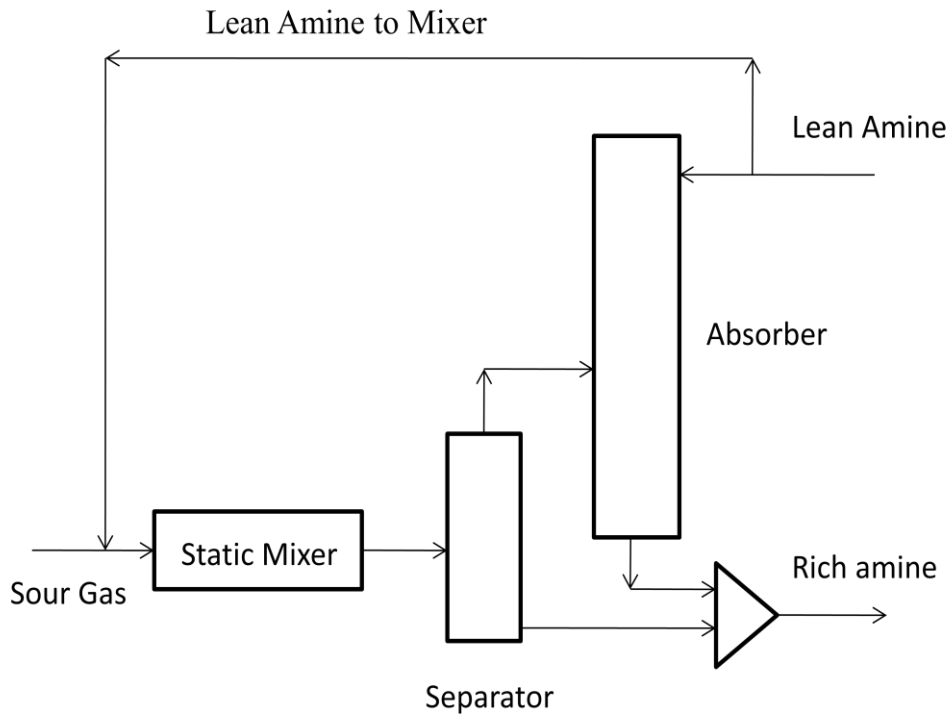 Lean Amine to Mixer
Lean Amine
Absorber
Static Mixer
Sour Gas
Rich amine
Separator